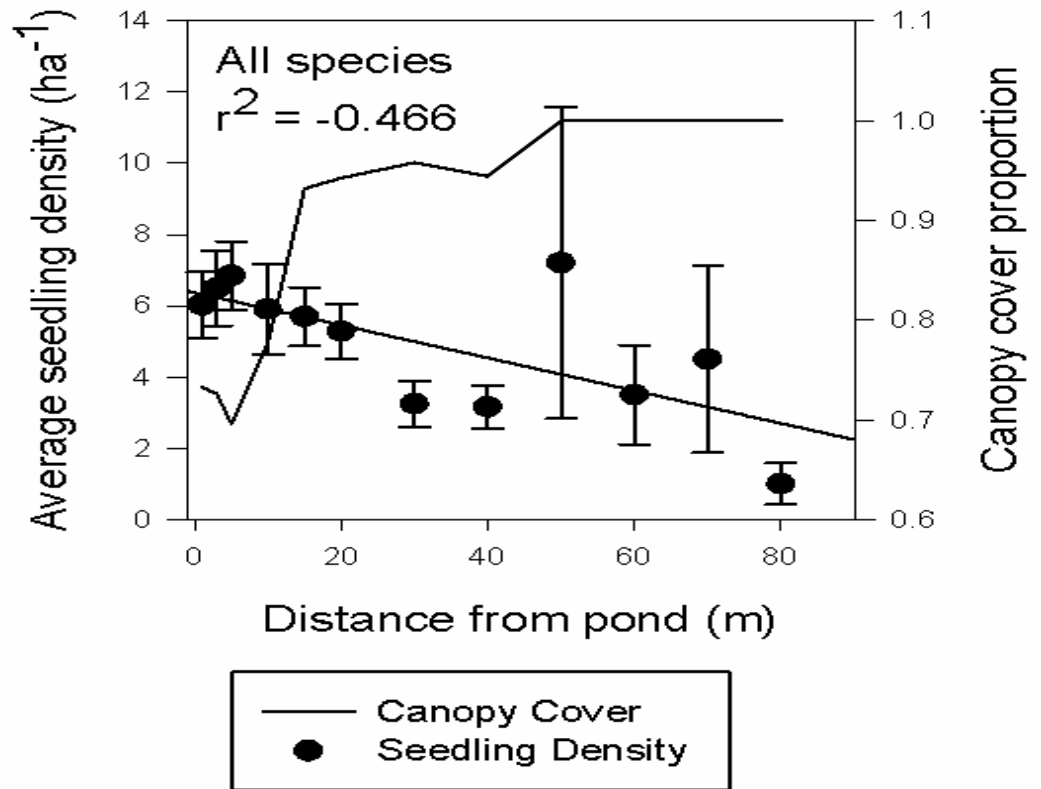 Average seedling density (ha-1)
14
12
10
8
6
4
2
0
All species
r2 = -0.466
1.1
1.0
0.9
0.8
0.7
0.6
Canopy cover proportion
0 20 40 60 80
Distance from pond (m)
Canopy Cover
Seedling Density